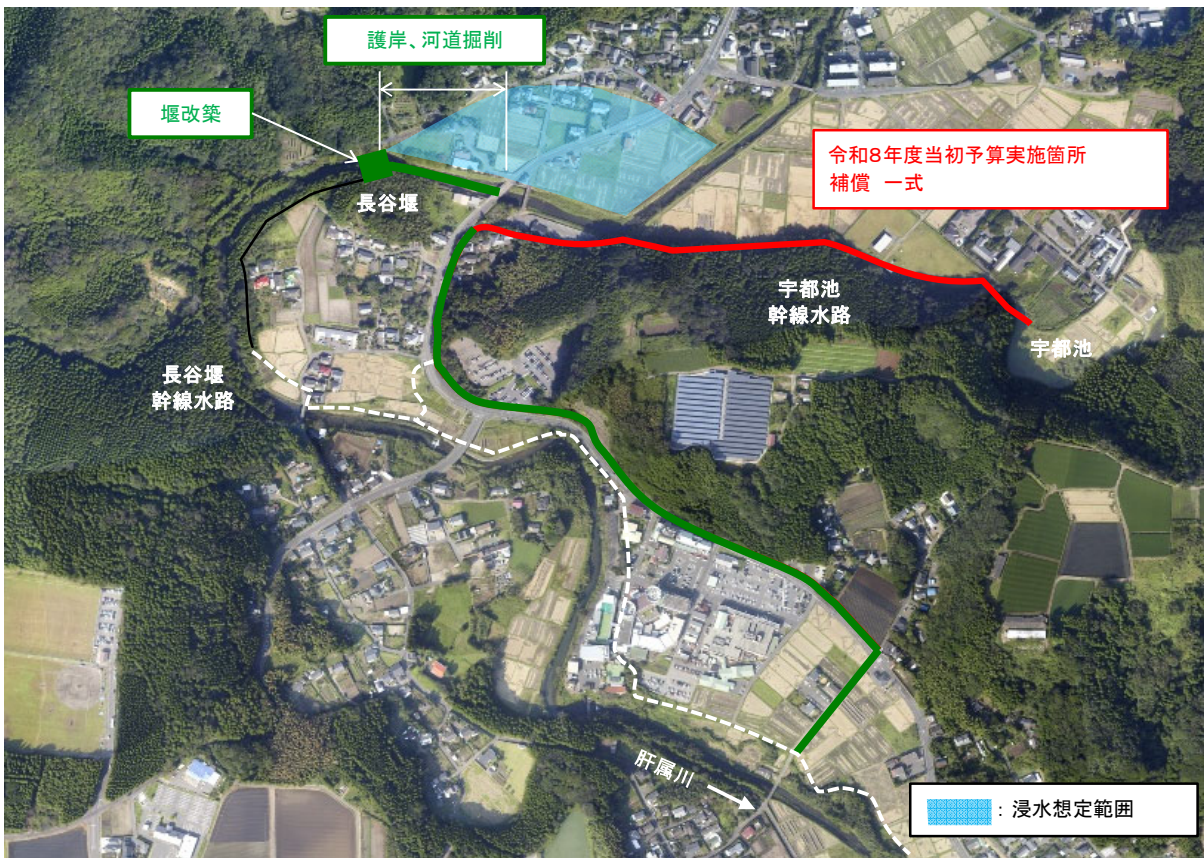 護岸、河道掘削
堰改築
令和8年度当初予算実施箇所
補償 一式
長谷堰
宇都池
幹線水路
宇都池
長谷堰
幹線水路
肝属川
：浸水想定範囲